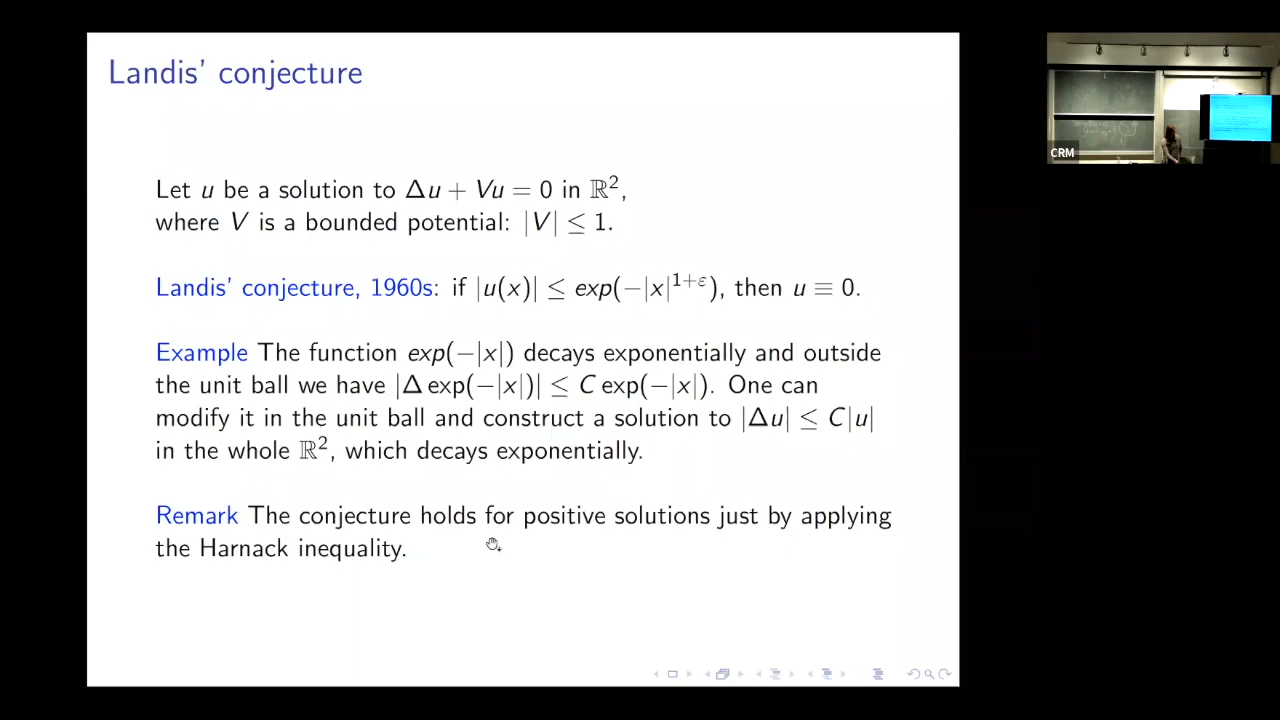 Landis' conjecture
Let u be a solution to Δu + Vu = 0 in ℝ²,
where V is a bounded potential: |V| ≤ 1.
Landis' conjecture, 1960s: if |u(x)| ≤ exp(−|x|¹⁺ᵋ), then u ≡ 0.
Example The function exp(−|x|) decays exponentially and outside
the unit ball we have |Δ exp(−|x|)| ≤ C exp(−|x|). One can
modify it in the unit ball and construct a solution to |Δu| ≤ C|u|
in the whole ℝ², which decays exponentially.
Remark The conjecture holds for positive solutions just by applying
the Harnack inequality.
CRM